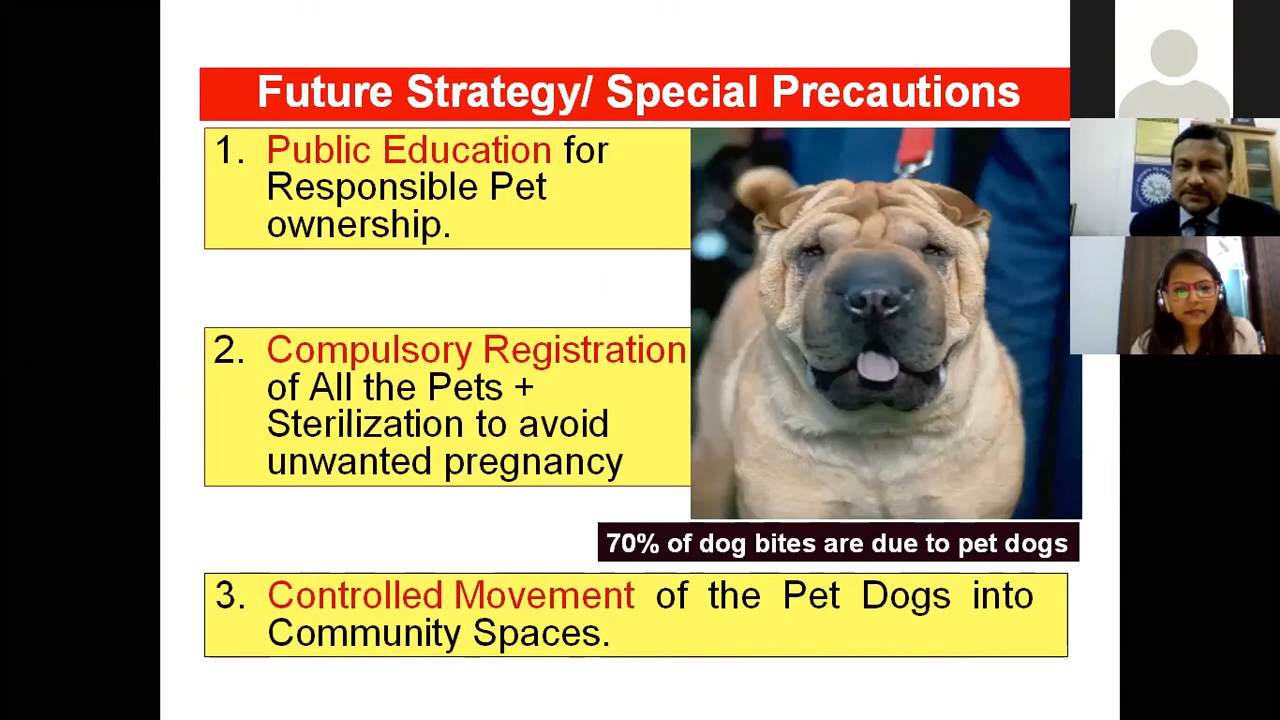 Future Strategy/ Special Precautions
1. Public Education for
Responsible Pet
ownership.
2. Compulsory Registration
of All the Pets +
Sterilization to avoid
unwanted pregnancy
70% of dog bites are due to pet dogs
3. Controlled Movement of the Pet Dogs into
Community Spaces.